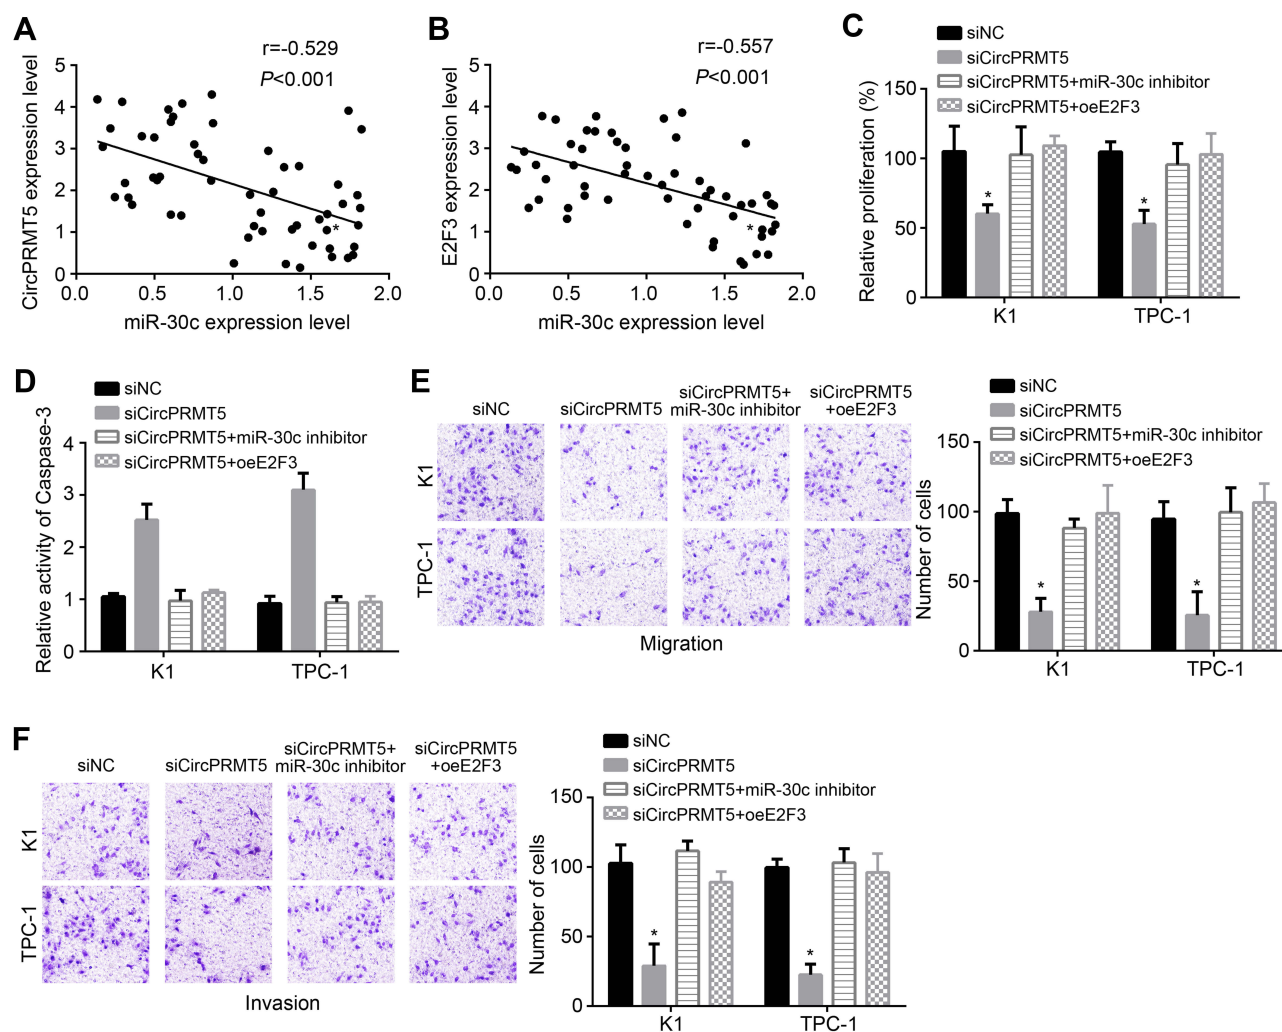 A
r=-0.529
P<0.001
CircPRMT5 expression level
5
4
3
2
1
0
*
0.0 0.5 1.0 1.5 2.0
miR-30c expression level
B
r=-0.557
P<0.001
E2F3 expression level
5
4
3
2
1
0
*
0.0 0.5 1.0 1.5 2.0
miR-30c expression level
C
siNC
siCircPRMT5
siCircPRMT5+miR-30c inhibitor
siCircPRMT5+oeE2F3
Relative proliferation (%)
150
100
50
0
* *
K1 TPC-1
D
siNC
siCircPRMT5
siCircPRMT5+miR-30c inhibitor
siCircPRMT5+oeE2F3
Relative activity of Caspase-3
4
3
2
1
0
K1 TPC-1
E
siNC
siCircPRMT5
siCircPRMT5+
miR-30c inhibitor
siCircPRMT5
+oeE2F3
K1
TPC-1
Migration
siNC
siCircPRMT5
siCircPRMT5+miR-30c inhibitor
siCircPRMT5+oeE2F3
Number of cells
150
100
50
0
* *
K1 TPC-1
F
siNC
siCircPRMT5
siCircPRMT5+
miR-30c inhibitor
siCircPRMT5
+oeE2F3
K1
TPC-1
Invasion
siNC
siCircPRMT5
siCircPRMT5+miR-30c inhibitor
siCircPRMT5+oeE2F3
Number of cells
150
100
50
0
* *
K1 TPC-1